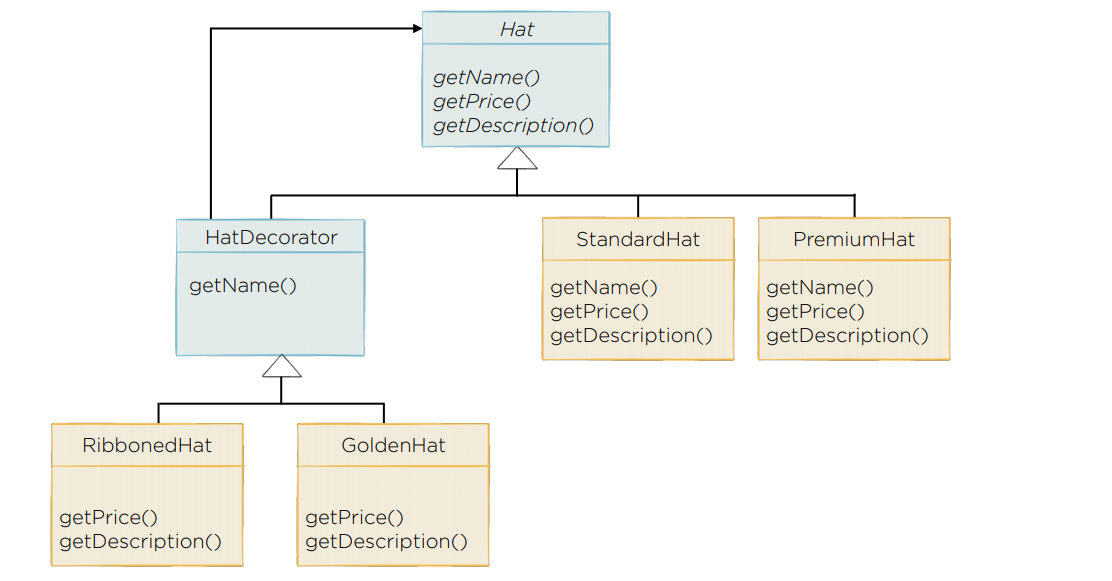 Hat
getName()
getPrice()
getDescription()
HatDecorator
getName()
StandardHat
getName()
getPrice()
getDescription()
PremiumHat
getName()
getPrice()
getDescription()
RibbonedHat
getPrice()
getDescription()
GoldenHat
getPrice()
getDescription()